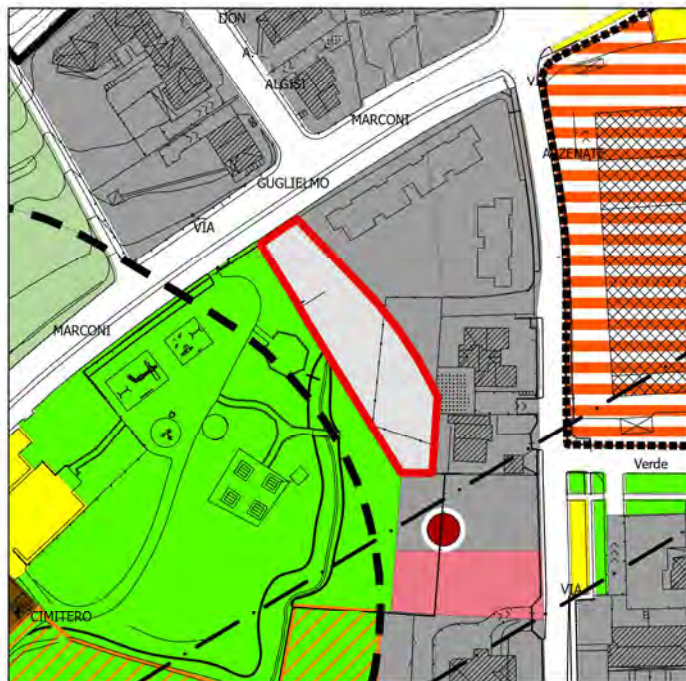 DON
A.
ALGISI
MARCONI
GUGLIELMO
VIA
MARCONI
V.
Verde
VIA
CIMITERO
B
B
B